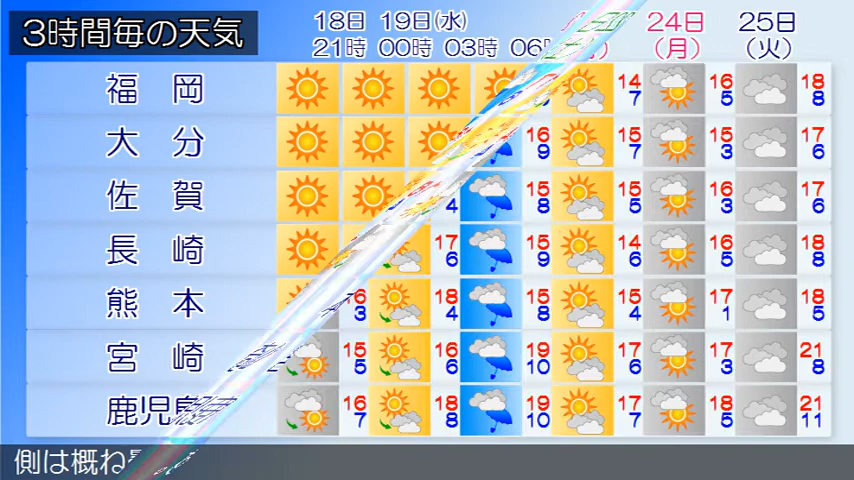 3時間毎の天気
18日 19日(水) 24日 25日
21時 00時 03時 06 (月) (火)
福岡 14 7 16 5 18 8
大分 16 9 15 7 15 3 17 6
佐賀 4 15 8 15 5 16 3 17 6
長崎 17 6 15 9 14 6 16 5 18 8
熊本 3 18 4 15 8 15 4 17 1 18 5
宮崎 15 5 16 6 19 10 17 6 17 3 21 8
鹿児島 16 7 18 8 19 10 17 7 18 5 21 11
側は概ね